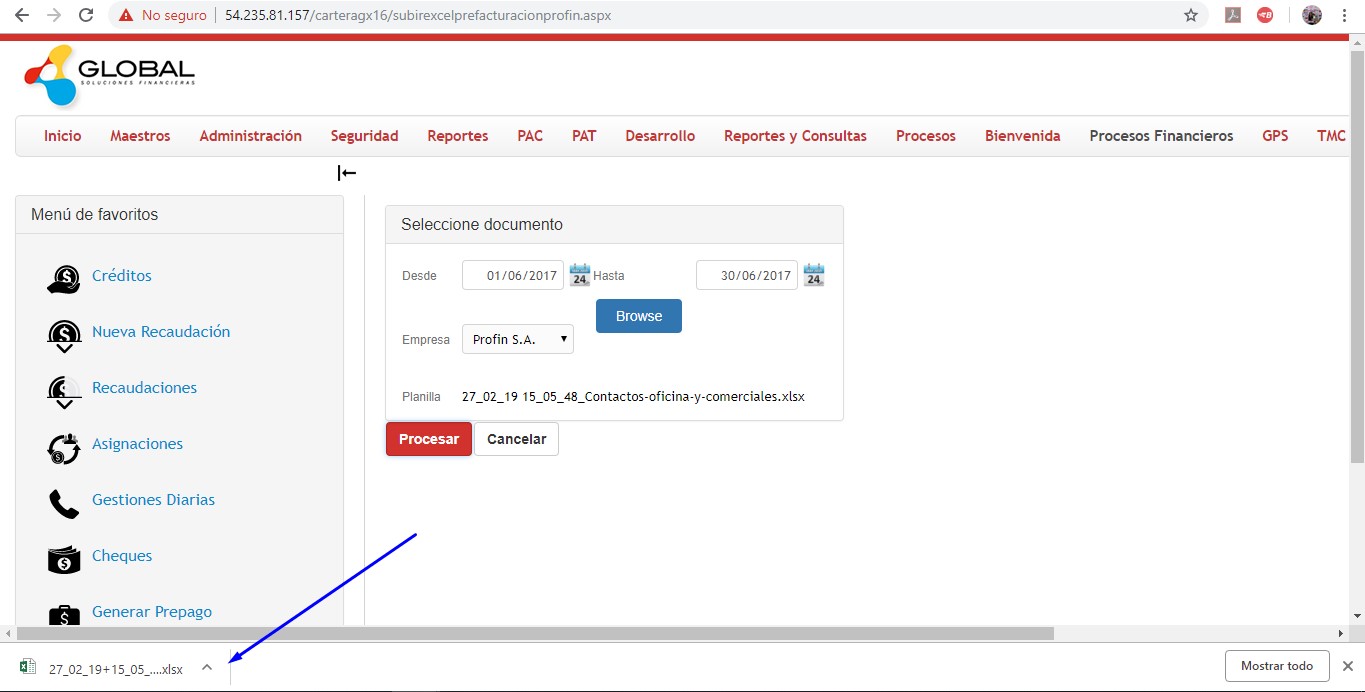 No seguro 54.235.81.157/carteragx16/subirexcelprefacturacionprofin.aspx
GLOBAL
SOLUCIONES FINANCIERAS
Inicio Maestros Administración Seguridad Reportes PAC PAT Desarrollo Reportes y Consultas Procesos Bienvenida Procesos Financieros GPS TMC
Menú de favoritos
Créditos
Nueva Recaudación
Recaudaciones
Asignaciones
Gestiones Diarias
Cheques
Generar Prepago
Seleccione documento
Desde 01/06/2017 24 Hasta 30/06/2017 24
Browse
Empresa Profin S.A.
Planilla 27_02_19 15_05_48_Contactos-oficina-y-comerciales.xlsx
Procesar Cancelar
27_02_19+15_05_....xlsx Mostrar todo